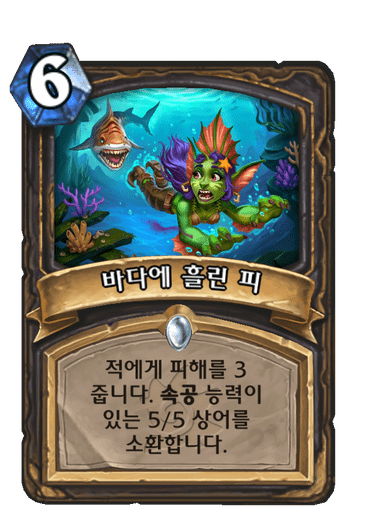 6
바다에 흘린 피
적에게 피해를 3
줍니다. 속공 능력이
있는 5/5 상어를
소환합니다.